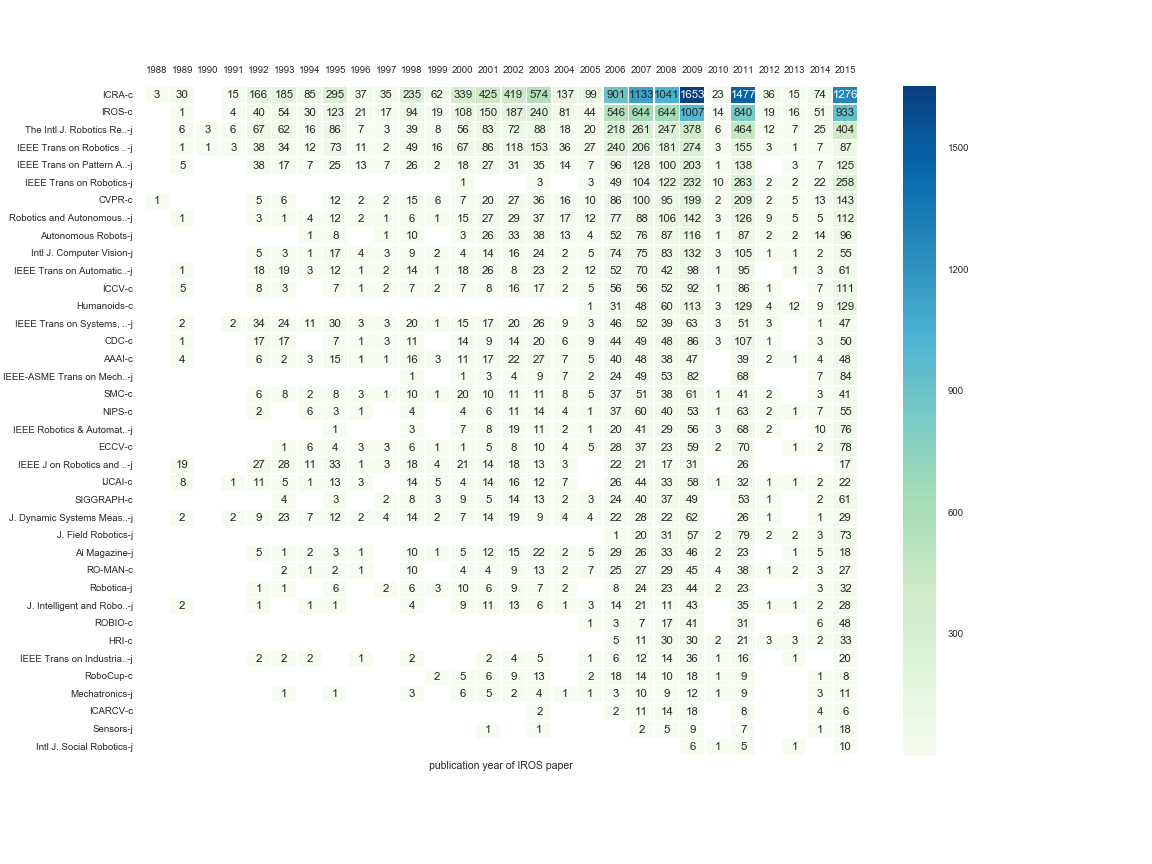 1988 1989 1990 1991 1992 1993 1994 1995 1996 1997 1998 1999 2000 2001 2002 2003 2004 2005 2006 2007 2008 2009 2010 2011 2012 2013 2014 2015
ICRA-c 3 30 15 166 185 85 295 37 35 235 62 339 425 419 574 137 99 901 1133 1041 1653 23 1477 36 15 74 1276
IROS-c 1 4 40 54 30 123 21 17 94 19 108 150 187 240 81 44 546 644 644 1007 14 840 19 16 51 933
The Intl J. Robotics Re..-j 6 3 6 67 62 16 86 7 3 39 8 56 83 72 88 18 20 218 261 247 378 6 464 12 7 25 404
IEEE Trans on Robotics ..-j 1 1 3 38 34 12 73 11 2 49 16 67 86 118 153 36 27 240 206 181 274 3 155 3 1 7 87
IEEE Trans on Pattern A..-j 5 38 17 7 25 13 7 26 2 18 27 31 35 14 7 96 128 100 203 1 138 3 7 125
IEEE Trans on Robotics-j 1 3 3 49 104 122 232 10 263 2 2 22 258
CVPR-c 1 5 6 12 2 2 15 6 7 20 27 36 16 10 86 100 95 199 2 209 2 5 13 143
Robotics and Autonomous..-j 1 3 1 4 12 2 1 6 1 15 27 29 37 17 12 77 88 106 142 3 126 9 5 5 112
Autonomous Robots-j 1 8 1 10 3 26 33 38 13 4 52 76 87 116 1 87 2 2 14 96
Intl J. Computer Vision-j 5 3 1 17 4 3 9 2 4 14 16 24 2 5 74 75 83 132 3 105 1 1 2 55
IEEE Trans on Automatic..-j 1 18 19 3 12 1 2 14 1 18 26 8 23 2 12 52 70 42 98 1 95 1 3 61
ICCV-c 5 8 3 7 1 2 7 2 7 8 16 17 2 5 56 56 52 92 1 86 1 7 111
Humanoids-c 1 31 48 60 113 3 129 4 12 9 129
IEEE Trans on Systems, ..-j 2 2 34 24 11 30 3 3 20 1 15 17 20 26 9 3 46 52 39 63 3 51 3 1 47
CDC-c 1 17 17 7 1 3 11 14 9 14 20 6 9 44 49 48 86 3 107 1 3 50
AAAI-c 4 6 2 3 15 1 1 16 3 11 17 22 27 7 5 40 48 38 47 39 2 1 4 48
IEEE-ASME Trans on Mech..-j 1 1 3 4 9 7 2 24 49 53 82 68 7 84
SMC-c 6 8 2 8 3 1 10 1 20 10 11 11 8 5 37 51 38 61 1 41 2 3 41
NIPS-c 2 6 3 1 4 4 6 11 14 4 1 37 60 40 53 1 63 2 1 7 55
IEEE Robotics & Automat..-j 1 3 7 8 19 11 2 1 20 41 29 56 3 68 2 10 76
ECCV-c 1 6 4 3 3 6 1 1 5 8 10 4 5 28 37 23 59 2 70 1 2 78
IEEE J on Robotics and ..-j 19 27 28 11 33 1 3 18 4 21 14 18 13 3 22 21 17 31 26 17
IJCAI-c 8 1 11 5 1 13 3 14 5 4 14 16 12 7 26 44 33 58 1 32 1 1 2 22
SIGGRAPH-c 4 3 2 8 3 9 5 14 13 2 3 24 40 37 49 53 1 2 61
J. Dynamic Systems Meas..-j 2 2 9 23 7 12 2 4 14 2 7 14 19 9 4 4 22 28 22 62 26 1 1 29
J. Field Robotics-j 1 20 31 57 2 79 2 2 3 73
Ai Magazine-j 5 1 2 3 1 10 1 5 12 15 22 2 5 29 26 33 46 2 23 1 5 18
RO-MAN-c 2 1 2 1 10 4 4 9 13 2 7 25 27 29 45 4 38 1 2 3 27
Robotica-j 1 1 6 2 6 3 10 6 9 7 2 8 24 23 44 2 23 3 32
J. Intelligent and Robo..-j 2 1 1 1 4 9 11 13 6 1 3 14 21 11 43 35 1 1 2 28
ROBIO-c 1 3 7 17 41 31 6 48
HRI-c 5 11 30 30 2 21 3 3 2 33
IEEE Trans on Industria..-j 2 2 2 1 2 2 4 5 1 6 12 14 36 1 16 1 20
RoboCup-c 2 5 6 9 13 2 18 14 10 18 1 9 1 8
Mechatronics-j 1 1 3 6 5 2 4 1 1 3 10 9 12 1 9 3 11
ICARCV-c 2 2 11 14 18 8 4 6
Sensors-j 1 1 2 5 9 7 1 18
Intl J. Social Robotics-j 6 1 5 1 10
publication year of IROS paper
1500
1200
900
600
300